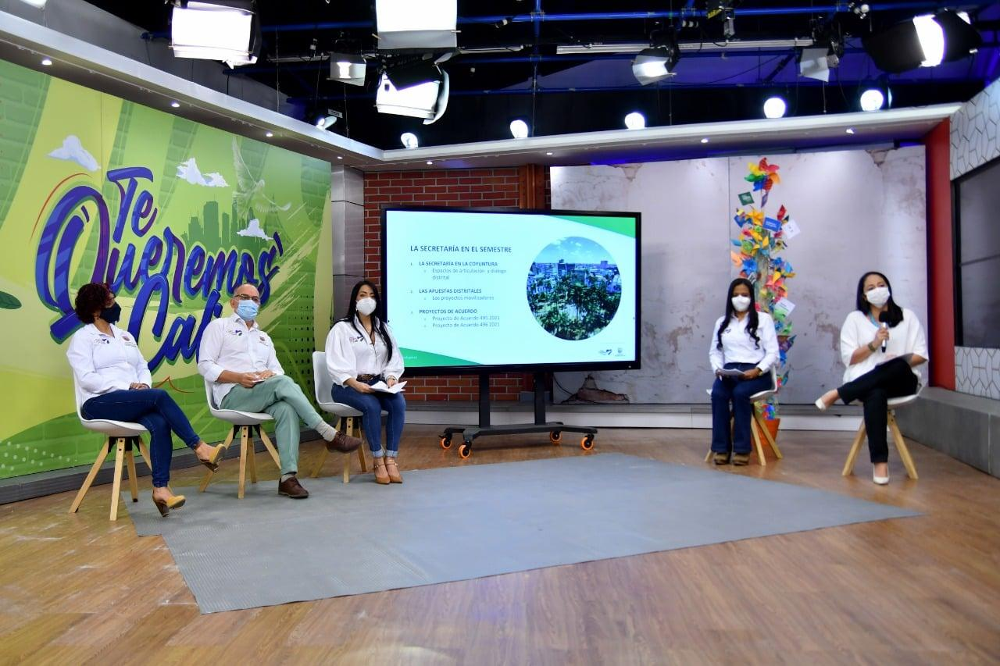 Te
Queremos
Cali
LA SECRETARÍA EN EL SEMESTRE
1. LA SECRETARÍA EN LA COYUNTURA
o Espacios de articulación y diálogo
distrital
2. LAS APUESTAS DISTRITALES
o Los proyectos movilizadores
3. PROYECTOS DE ACUERDO
o Proyecto de Acuerdo 495 2021
o Proyecto de Acuerdo 496 2021